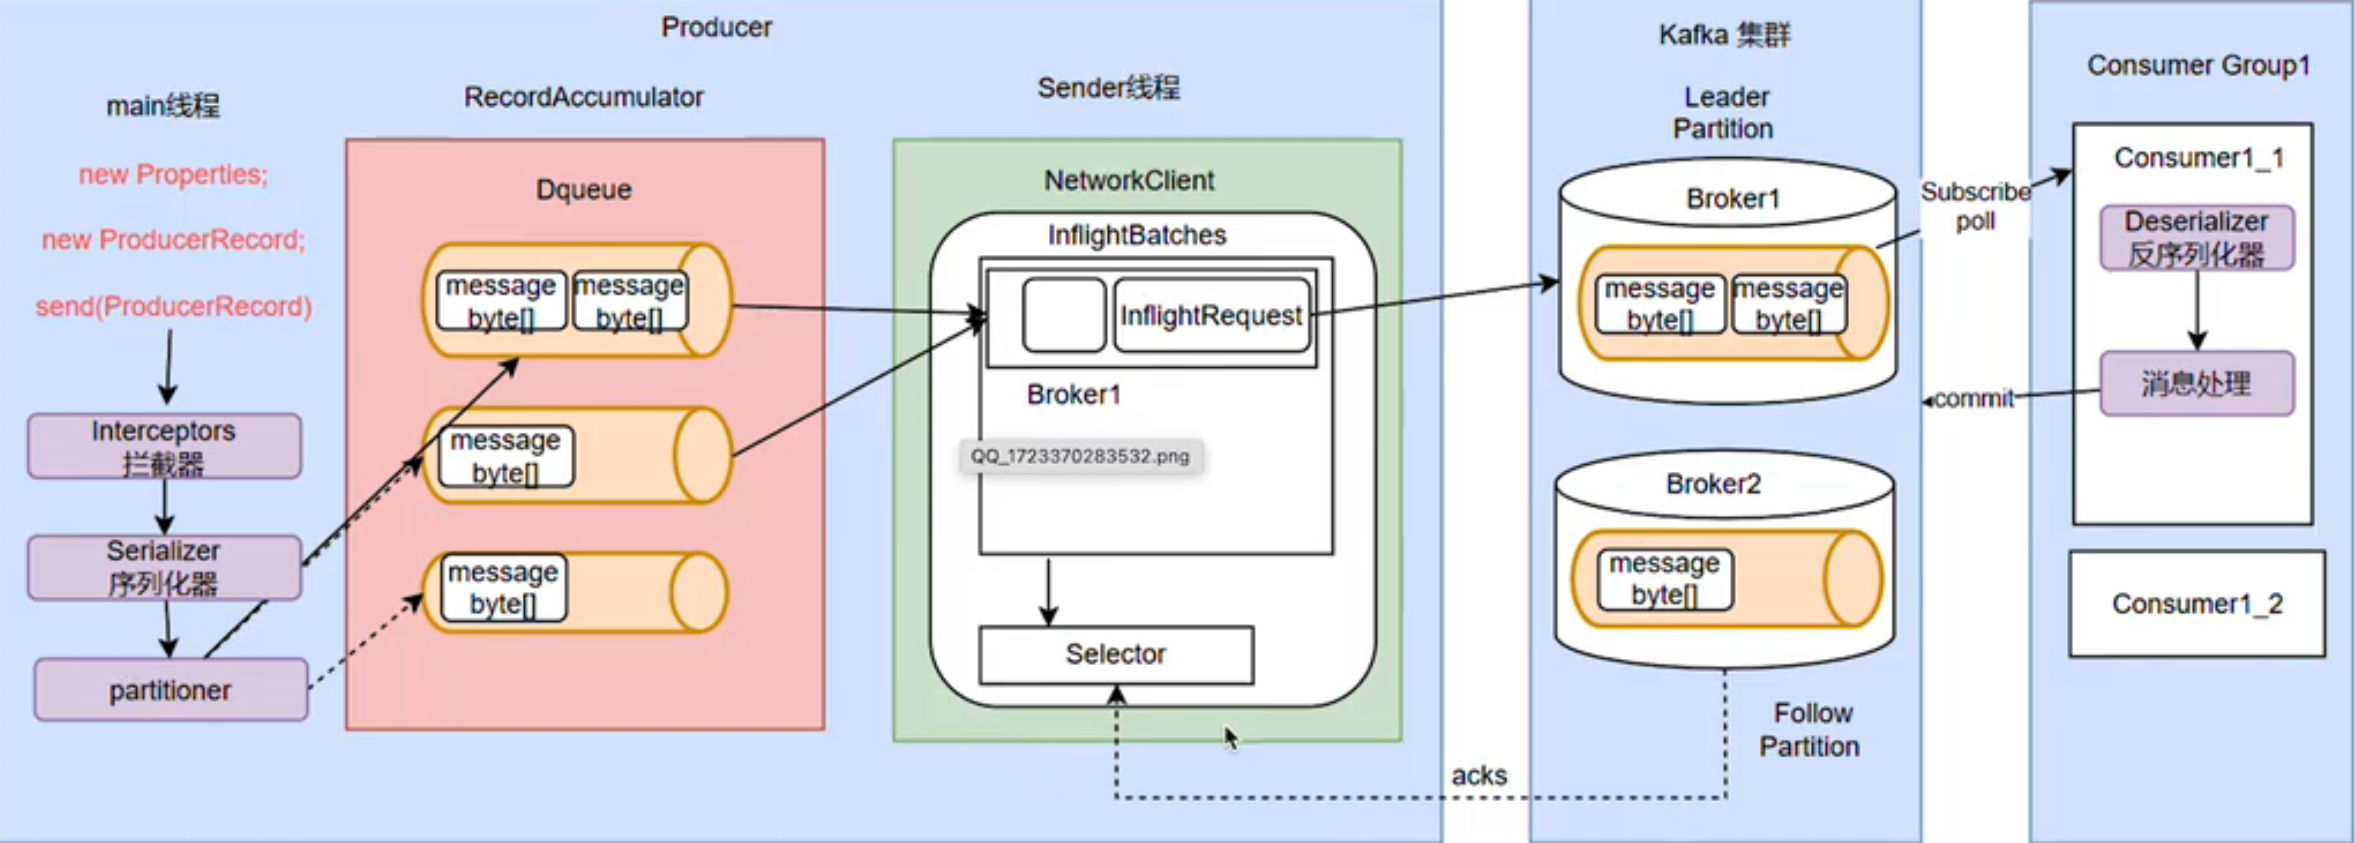 Producer
main线程
new Properties;
new ProducerRecord;
send(ProducerRecord)
Interceptors
拦截器
Serializer
序列化器
partitioner
RecordAccumulator
Dqueue
message
byte[]
message
byte[]
message
byte[]
message
byte[]
Sender线程
NetworkClient
InflightBatches
InflightRequest
Broker1
QQ_1723370283532.png
Selector
acks
Kafka 集群
Leader
Partition
Broker1
message
byte[]
message
byte[]
Broker2
message
byte[]
Follow
Partition
Subscribe
poll
commit
Consumer Group1
Consumer1_1
Deserializer
反序列化器
消息处理
Consumer1_2